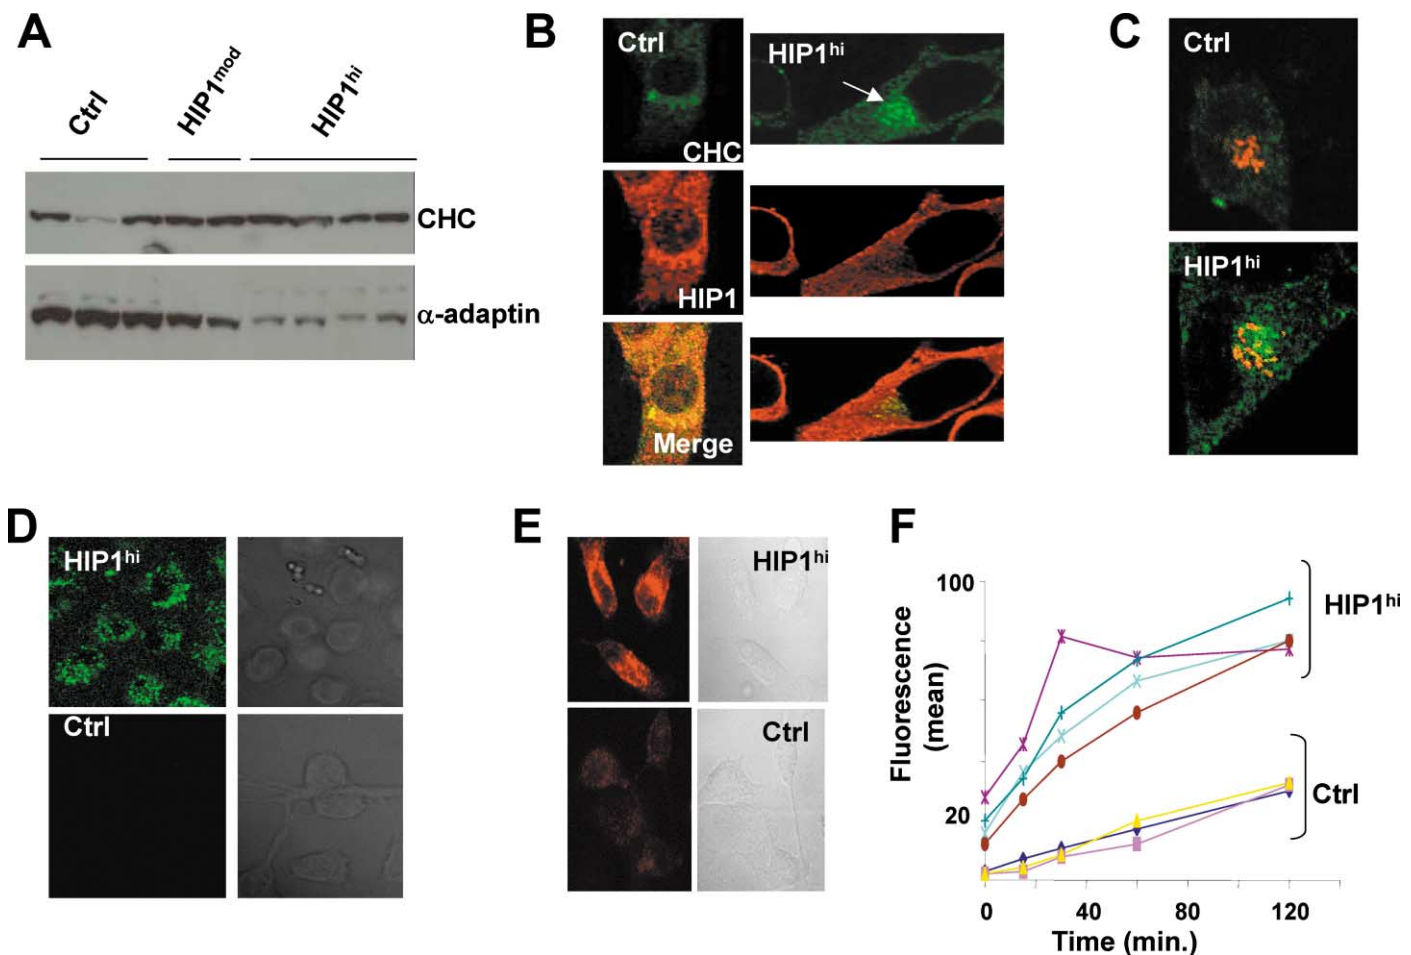 A
Ctrl
HIP1mod
HIP1hi
CHC
α-adaptin
B
Ctrl
HIP1hi
CHC
HIP1
Merge
C
Ctrl
HIP1hi
D
HIP1hi
Ctrl
E
HIP1hi
Ctrl
F
100
20
Fluorescence
(mean)
HIP1hi
Ctrl
0 40 80 120
Time (min.)